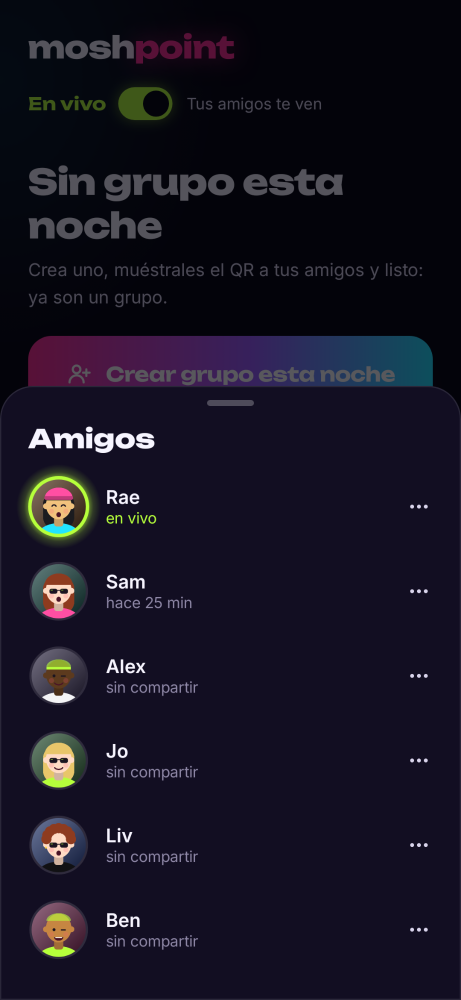 moshpoint
En vivo
Tus amigos te ven
Sin grupo esta
noche
Crea uno, muéstrales el QR a tus amigos y listo:
ya son un grupo.
Crear grupo esta noche
Amigos
Rae
en vivo
Sam
hace 25 min
Alex
sin compartir
Jo
sin compartir
Liv
sin compartir
Ben
sin compartir